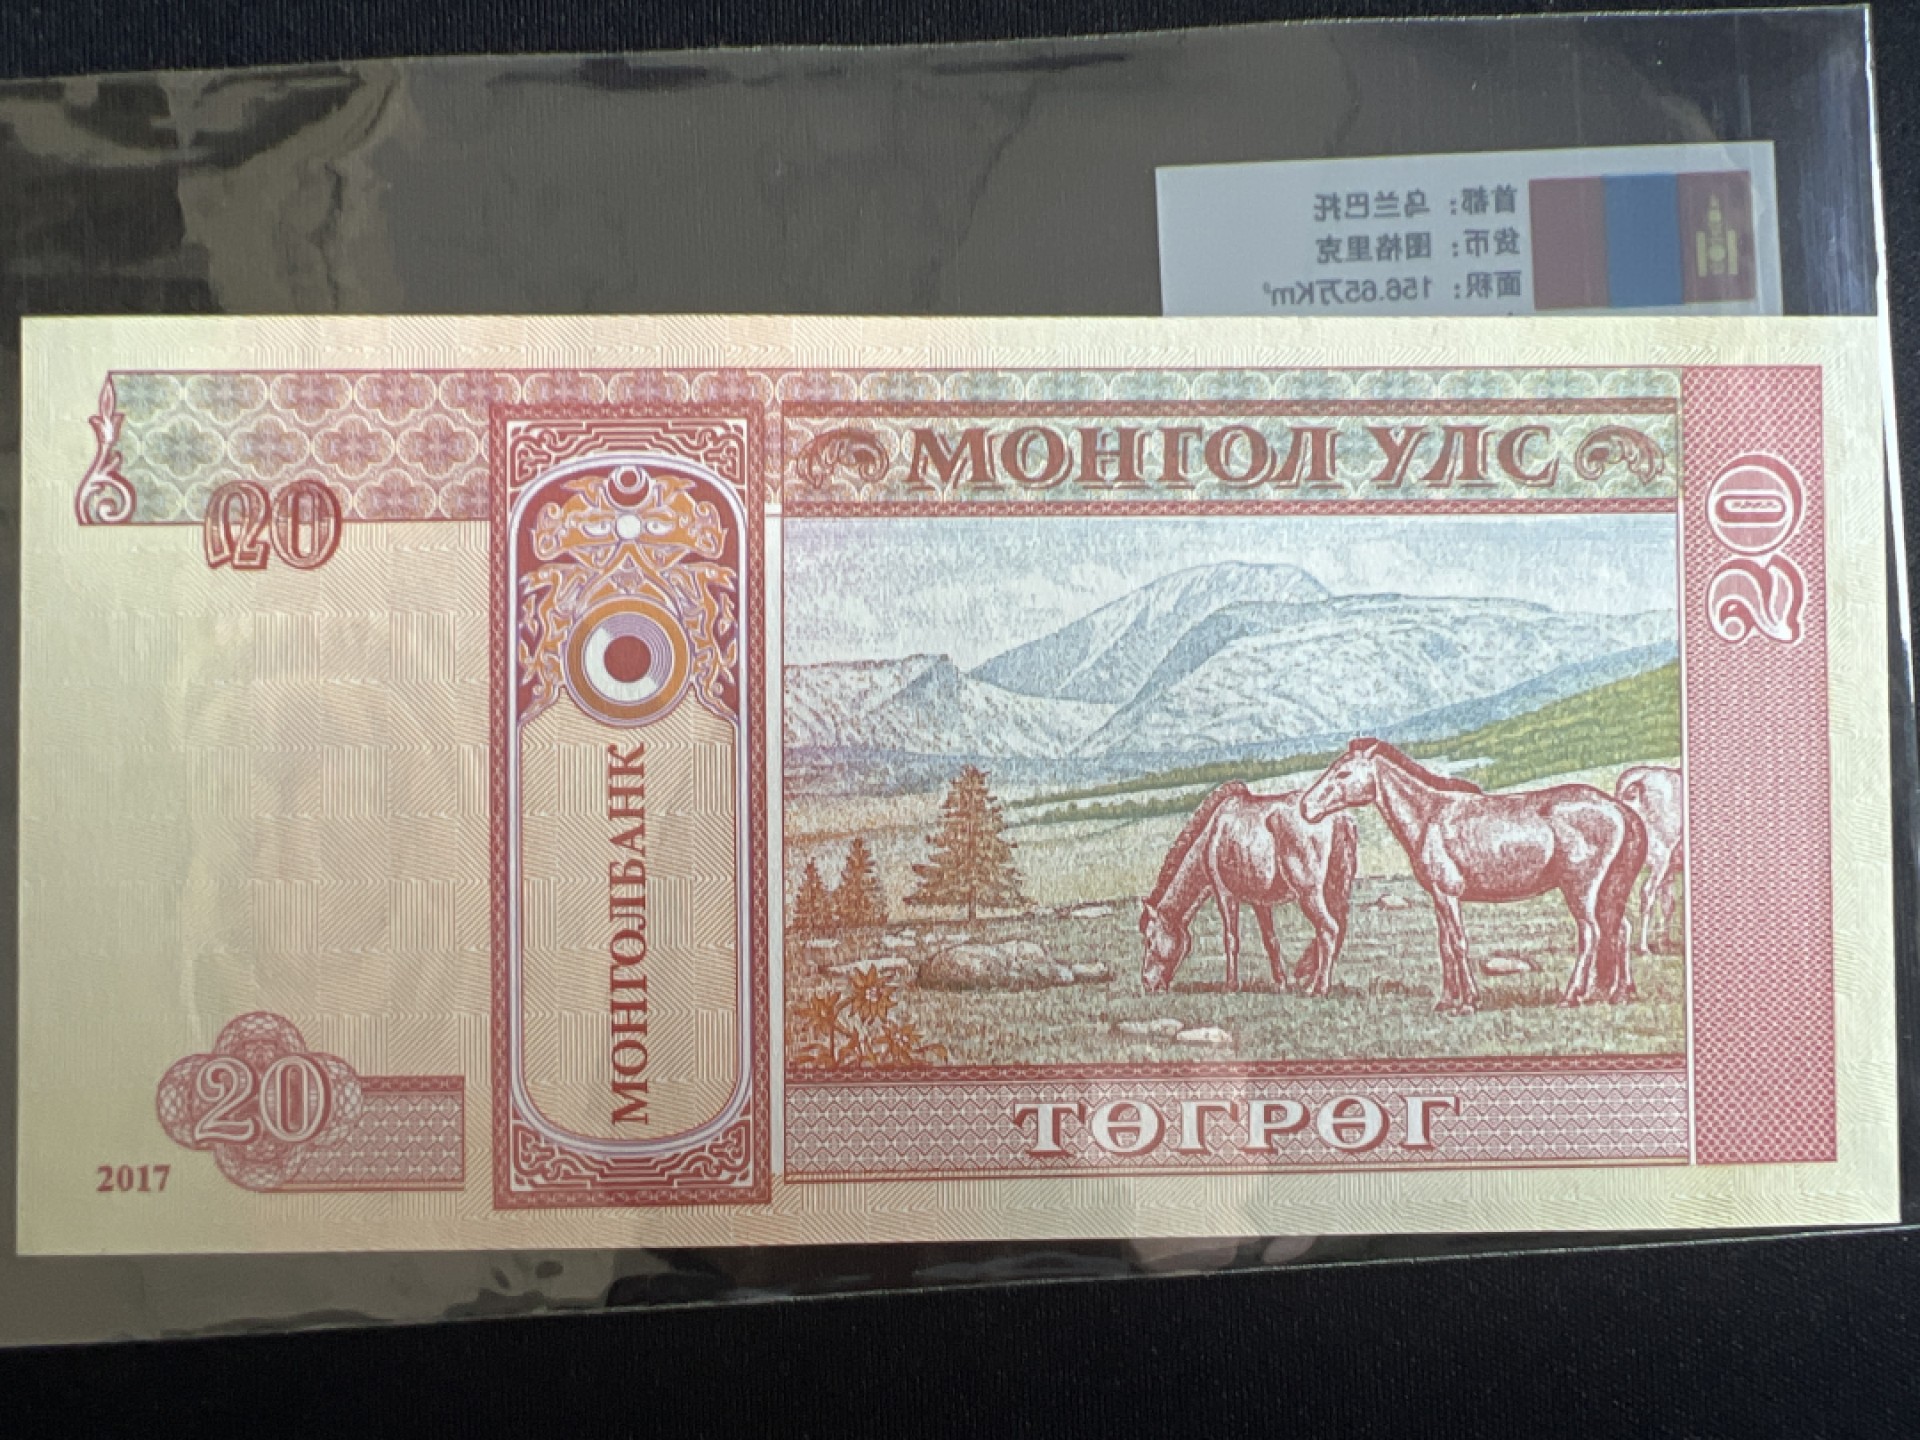 首都：乌兰巴托
货币：图格里克
面积：156.65万Km²
МОНГОЛ УЛС
20
20
МОНГОЛБАНК
20
ТӨГРӨГ
2017